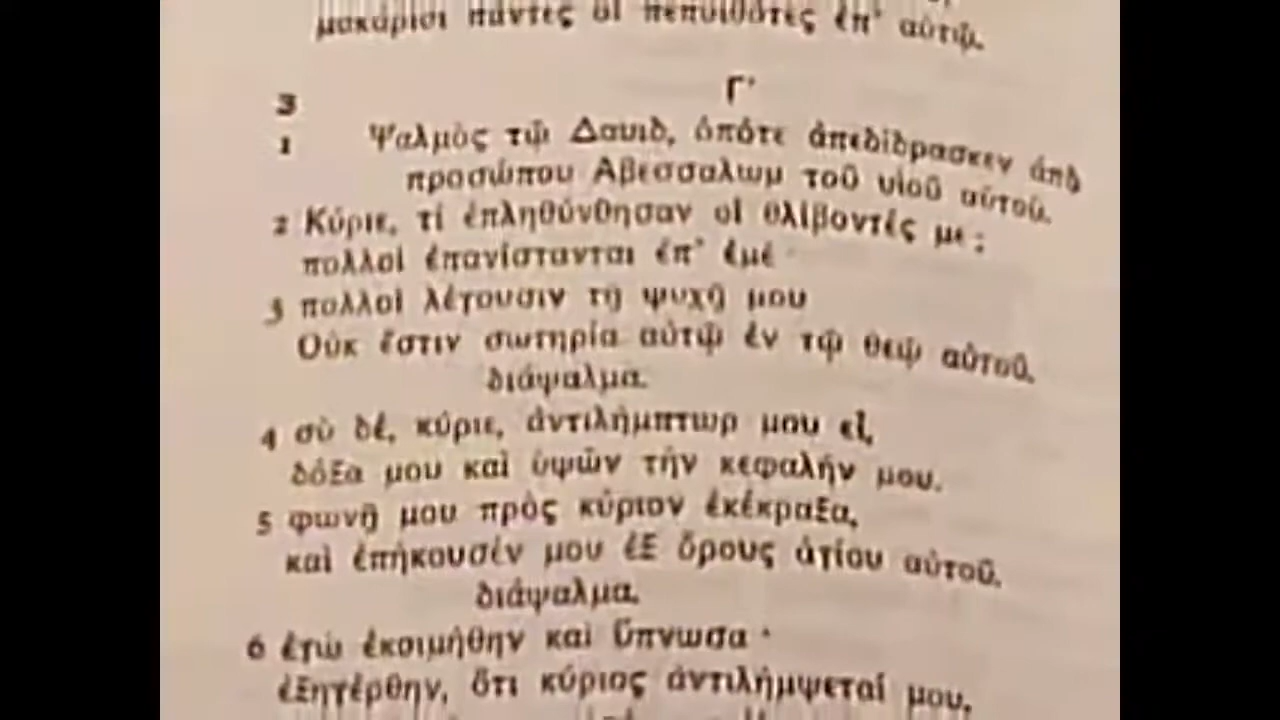 μακάριοι πάντες οἱ πεποιθότες ἐπ᾿ αὐτῷ.
Γ´
3
1 Ψαλμὸς τῷ Δαυιδ, ὁπότε ἀπεδίδρασκεν ἀπὸ
προσώπου Αβεσσαλωμ τοῦ υἱοῦ αὐτοῦ.
2 Κύριε, τί ἐπληθύνθησαν οἱ θλίβοντές με;
πολλοὶ ἐπανίστανται ἐπ᾿ ἐμέ·
3 πολλοὶ λέγουσιν τῇ ψυχῇ μου
Οὐκ ἔστιν σωτηρία αὐτῷ ἐν τῷ θεῷ αὐτοῦ.
διάψαλμα.
4 σὺ δέ, κύριε, ἀντιλήμπτωρ μου εἶ,
δόξα μου καὶ ὑψῶν τὴν κεφαλήν μου.
5 φωνῇ μου πρὸς κύριον ἐκέκραξα,
καὶ ἐπήκουσέν μου ἐξ ὄρους ἁγίου αὐτοῦ.
διάψαλμα.
6 ἐγὼ ἐκοιμήθην καὶ ὕπνωσα·
ἐξηγέρθην, ὅτι κύριος ἀντιλήμψεταί μου.